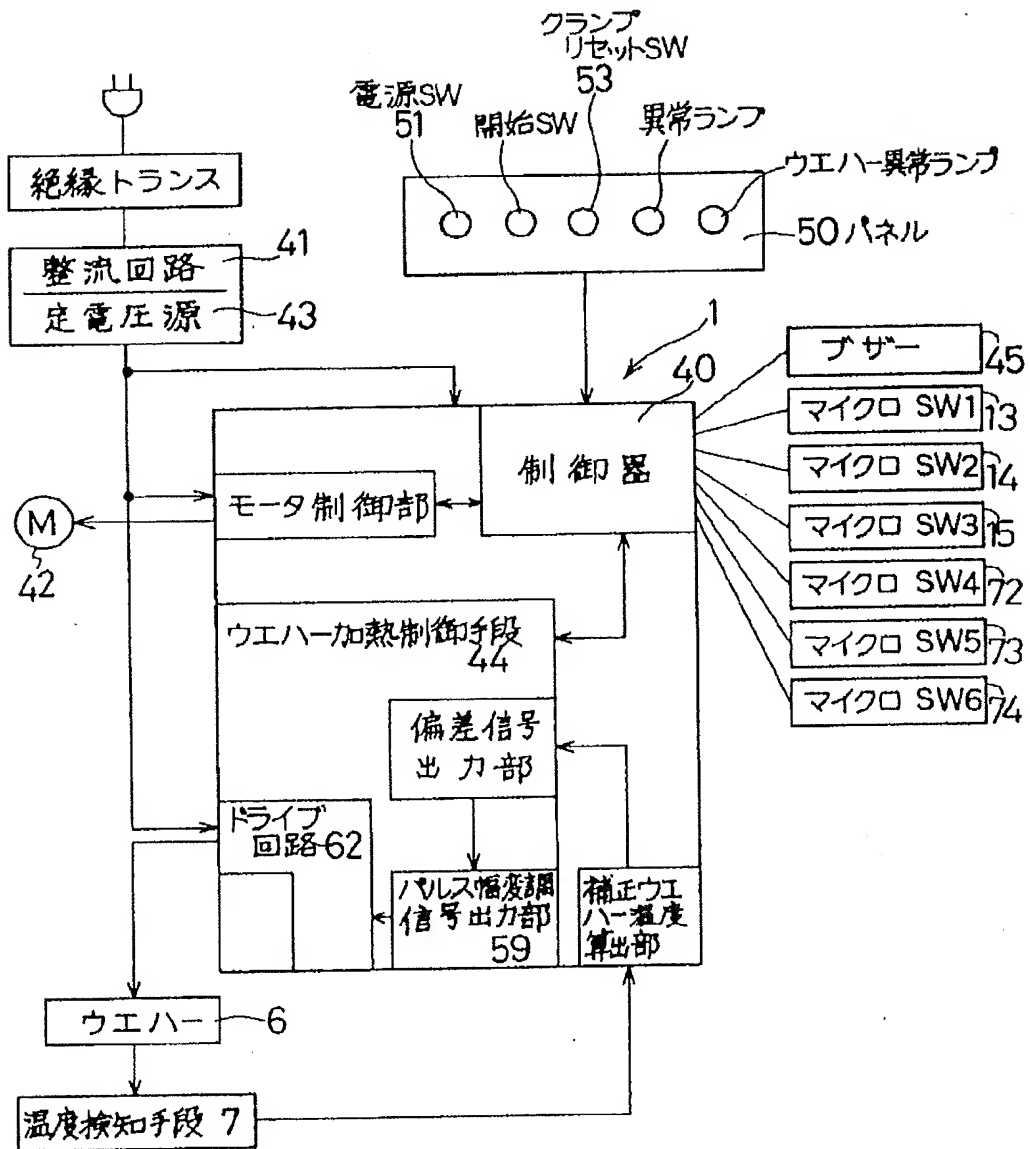 クランプ
リセットSW
53
電源SW
51
開始SW
異常ランプ
ウエハー異常ランプ
50 パネル
絶縁トランス
整流回路
41
定電圧源
43
1
40
制御器
モータ制御部
M
42
ブザー
45
マイクロ SW1
13
マイクロ SW2
14
マイクロ SW3
15
マイクロ SW4
72
マイクロ SW5
73
マイクロ SW6
74
ウエハー加熱制御手段
44
偏差信号
出力部
ドライブ
回路 62
パルス幅変調
信号出力部
59
補正ウエ
ハー温度
算出部
ウエハー
6
温度検知手段 7